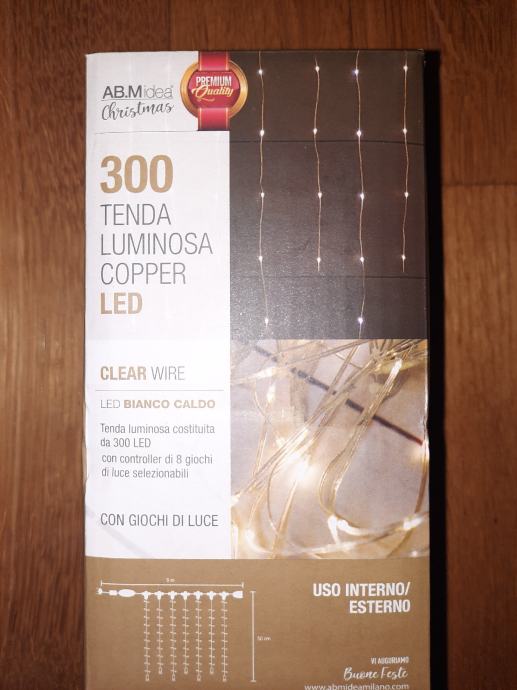 AB.Midea
Christmas
PREMIUM
Quality
300
TENDA
LUMINOSA
COPPER
LED
CLEAR WIRE
LED BIANCO CALDO
Tenda luminosa costituita
da 300 LED
con controller di 8 giochi
di luce selezionabili
CON GIOCHI DI LUCE
USO INTERNO/
ESTERNO
50 cm
VI AUGURIAMO
Buone Feste
www.abmideamilano.com